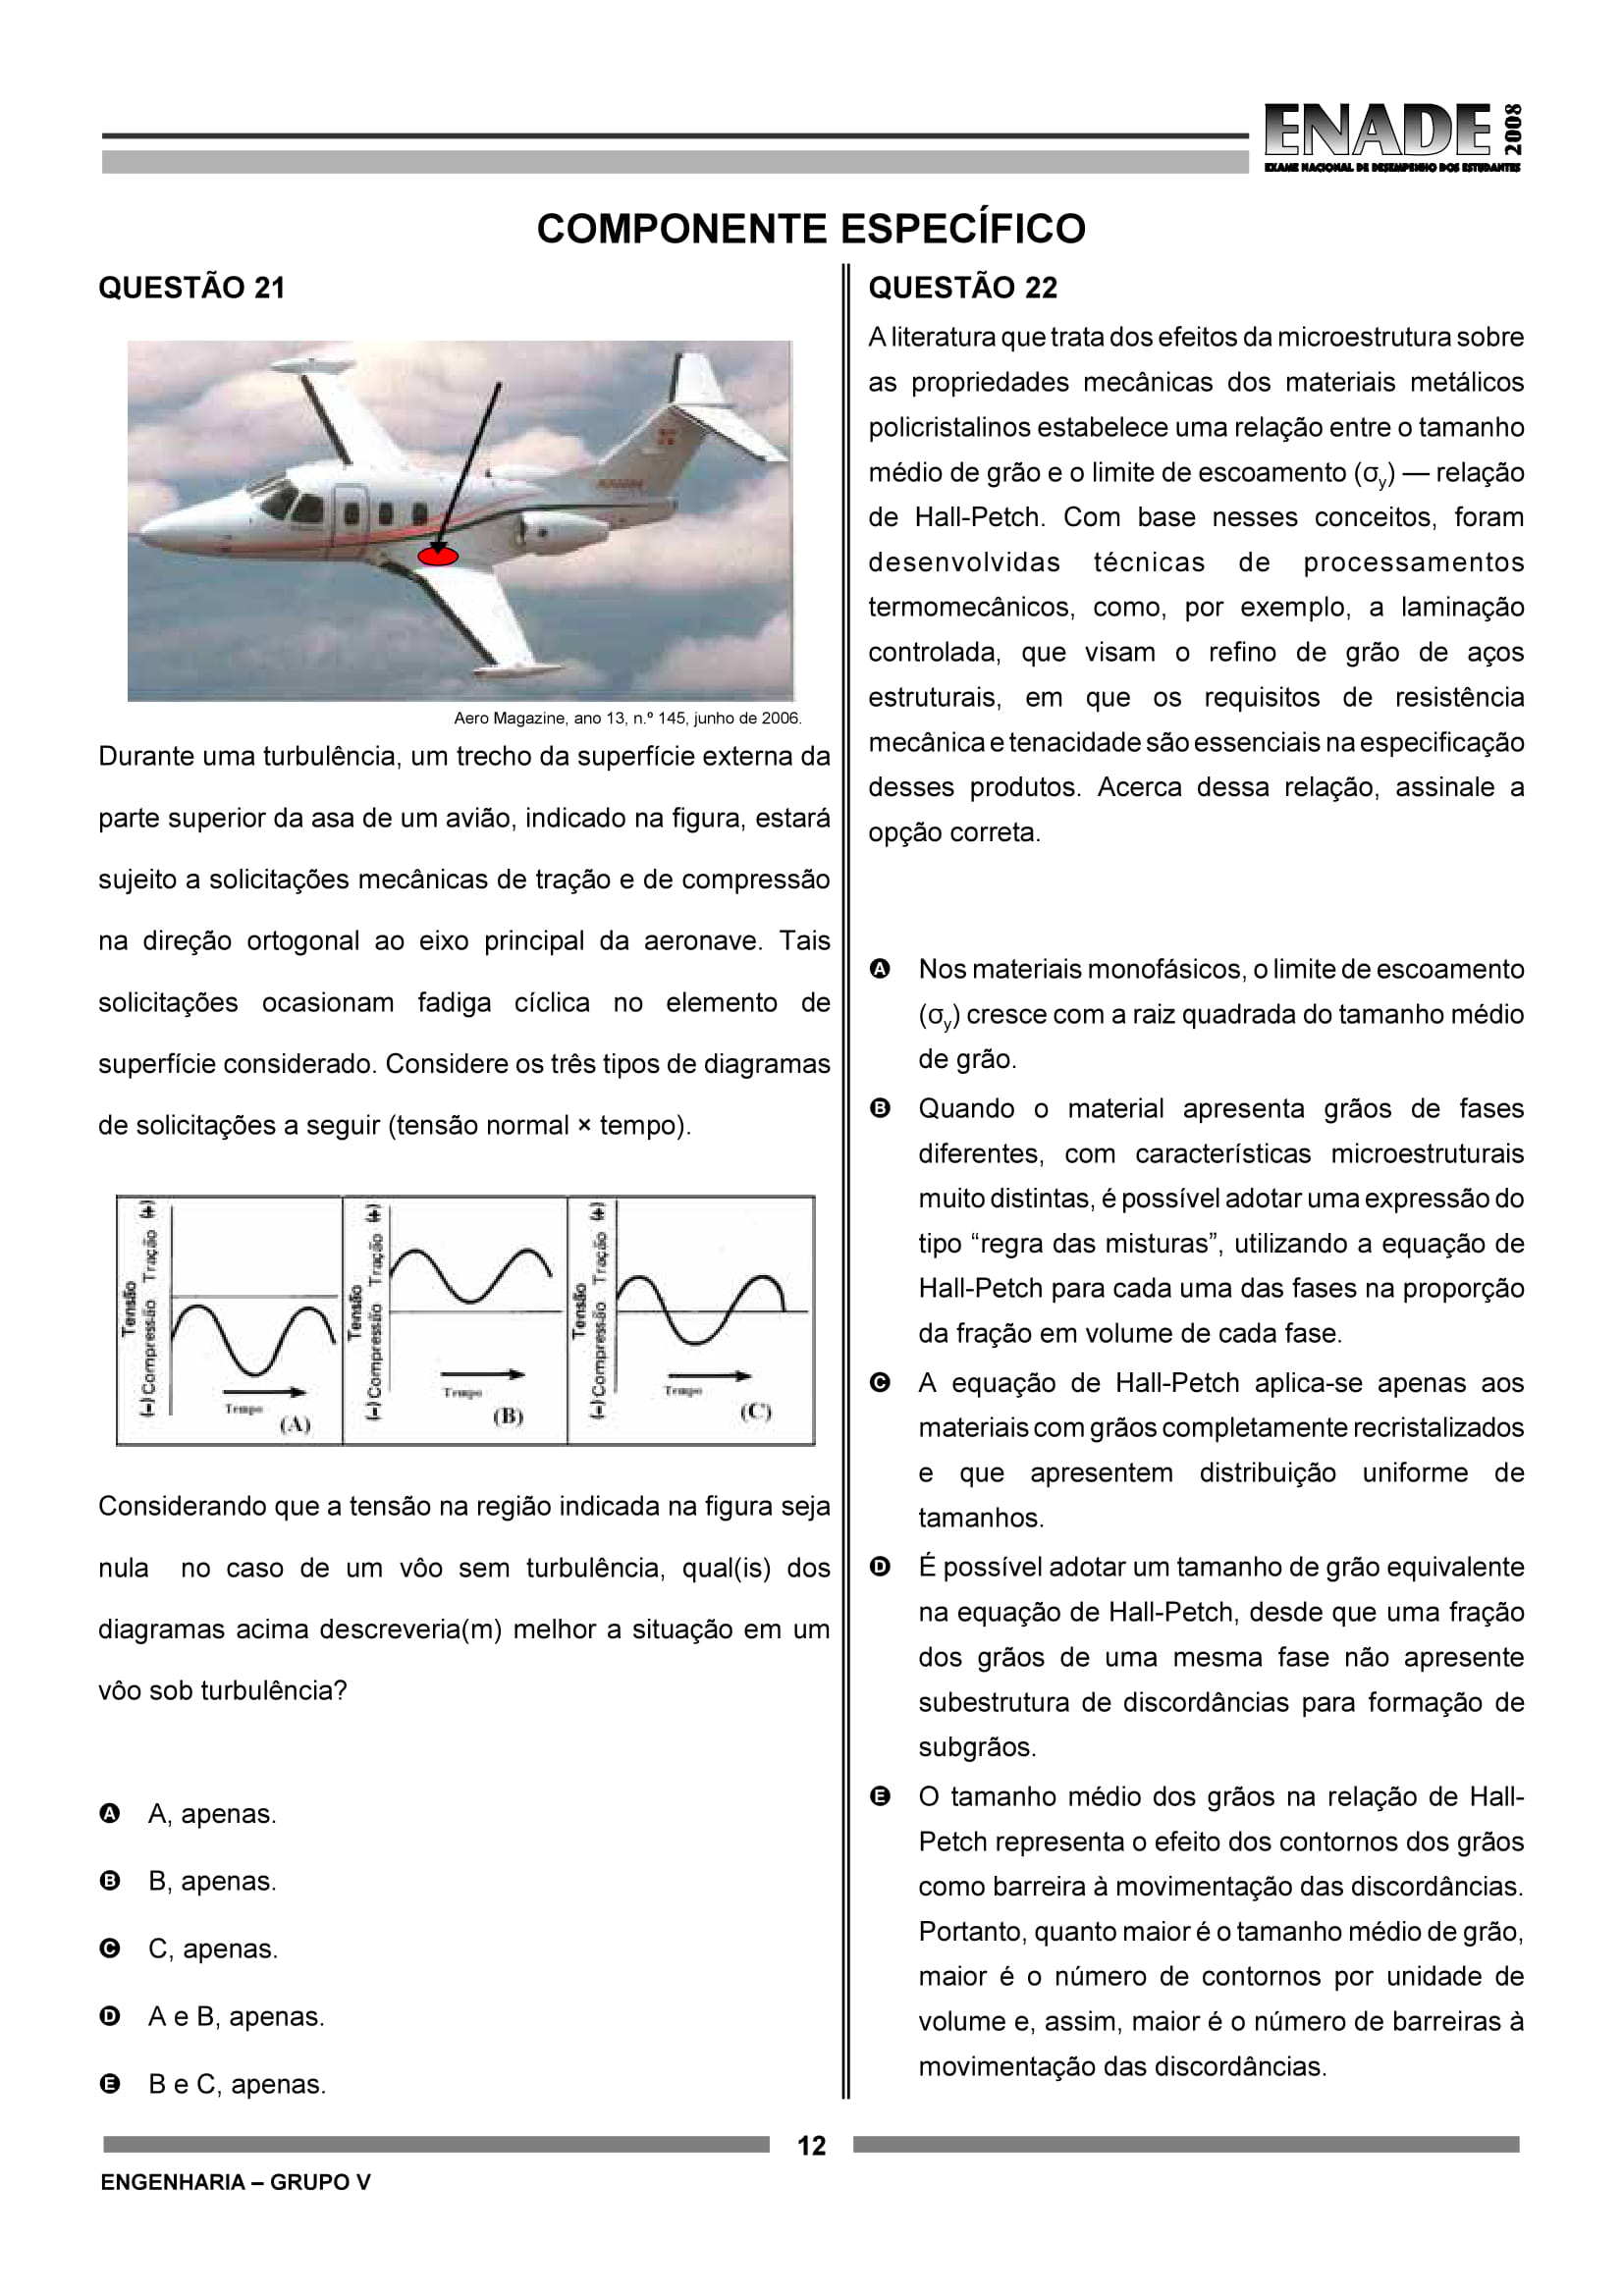 ENADE
2008
EXAME NACIONAL DE DESEMPENHO DOS ESTUDANTES
COMPONENTE ESPECÍFICO
QUESTÃO 21
Aero Magazine, ano 13, n.º 145, junho de 2006.
Durante uma turbulência, um trecho da superfície externa da
parte superior da asa de um avião, indicado na figura, estará
sujeito a solicitações mecânicas de tração e de compressão
na direção ortogonal ao eixo principal da aeronave. Tais
solicitações ocasionam fadiga cíclica no elemento de
superfície considerado. Considere os três tipos de diagramas
de solicitações a seguir (tensão normal × tempo).
Tensão
(−) Compressão Tração (+)
Tempo
(A)
Tensão
(−) Compressão Tração (+)
Tempo
(B)
Tensão
(−) Compressão Tração (+)
Tempo
(C)
Considerando que a tensão na região indicada na figura seja
nula no caso de um vôo sem turbulência, qual(is) dos
diagramas acima descreveria(m) melhor a situação em um
vôo sob turbulência?
A A, apenas.
B B, apenas.
C C, apenas.
D A e B, apenas.
E B e C, apenas.
QUESTÃO 22
A literatura que trata dos efeitos da microestrutura sobre
as propriedades mecânicas dos materiais metálicos
policristalinos estabelece uma relação entre o tamanho
médio de grão e o limite de escoamento (σy) — relação
de Hall-Petch. Com base nesses conceitos, foram
desenvolvidas técnicas de processamentos
termomecânicos, como, por exemplo, a laminação
controlada, que visam o refino de grão de aços
estruturais, em que os requisitos de resistência
mecânica e tenacidade são essenciais na especificação
desses produtos. Acerca dessa relação, assinale a
opção correta.
A Nos materiais monofásicos, o limite de escoamento
(σy) cresce com a raiz quadrada do tamanho médio
de grão.
B Quando o material apresenta grãos de fases
diferentes, com características microestruturais
muito distintas, é possível adotar uma expressão do
tipo “regra das misturas”, utilizando a equação de
Hall-Petch para cada uma das fases na proporção
da fração em volume de cada fase.
C A equação de Hall-Petch aplica-se apenas aos
materiais com grãos completamente recristalizados
e que apresentem distribuição uniforme de
tamanhos.
D É possível adotar um tamanho de grão equivalente
na equação de Hall-Petch, desde que uma fração
dos grãos de uma mesma fase não apresente
subestrutura de discordâncias para formação de
subgrãos.
E O tamanho médio dos grãos na relação de Hall-
Petch representa o efeito dos contornos dos grãos
como barreira à movimentação das discordâncias.
Portanto, quanto maior é o tamanho médio de grão,
maior é o número de contornos por unidade de
volume e, assim, maior é o número de barreiras à
movimentação das discordâncias.
12
ENGENHARIA – GRUPO V